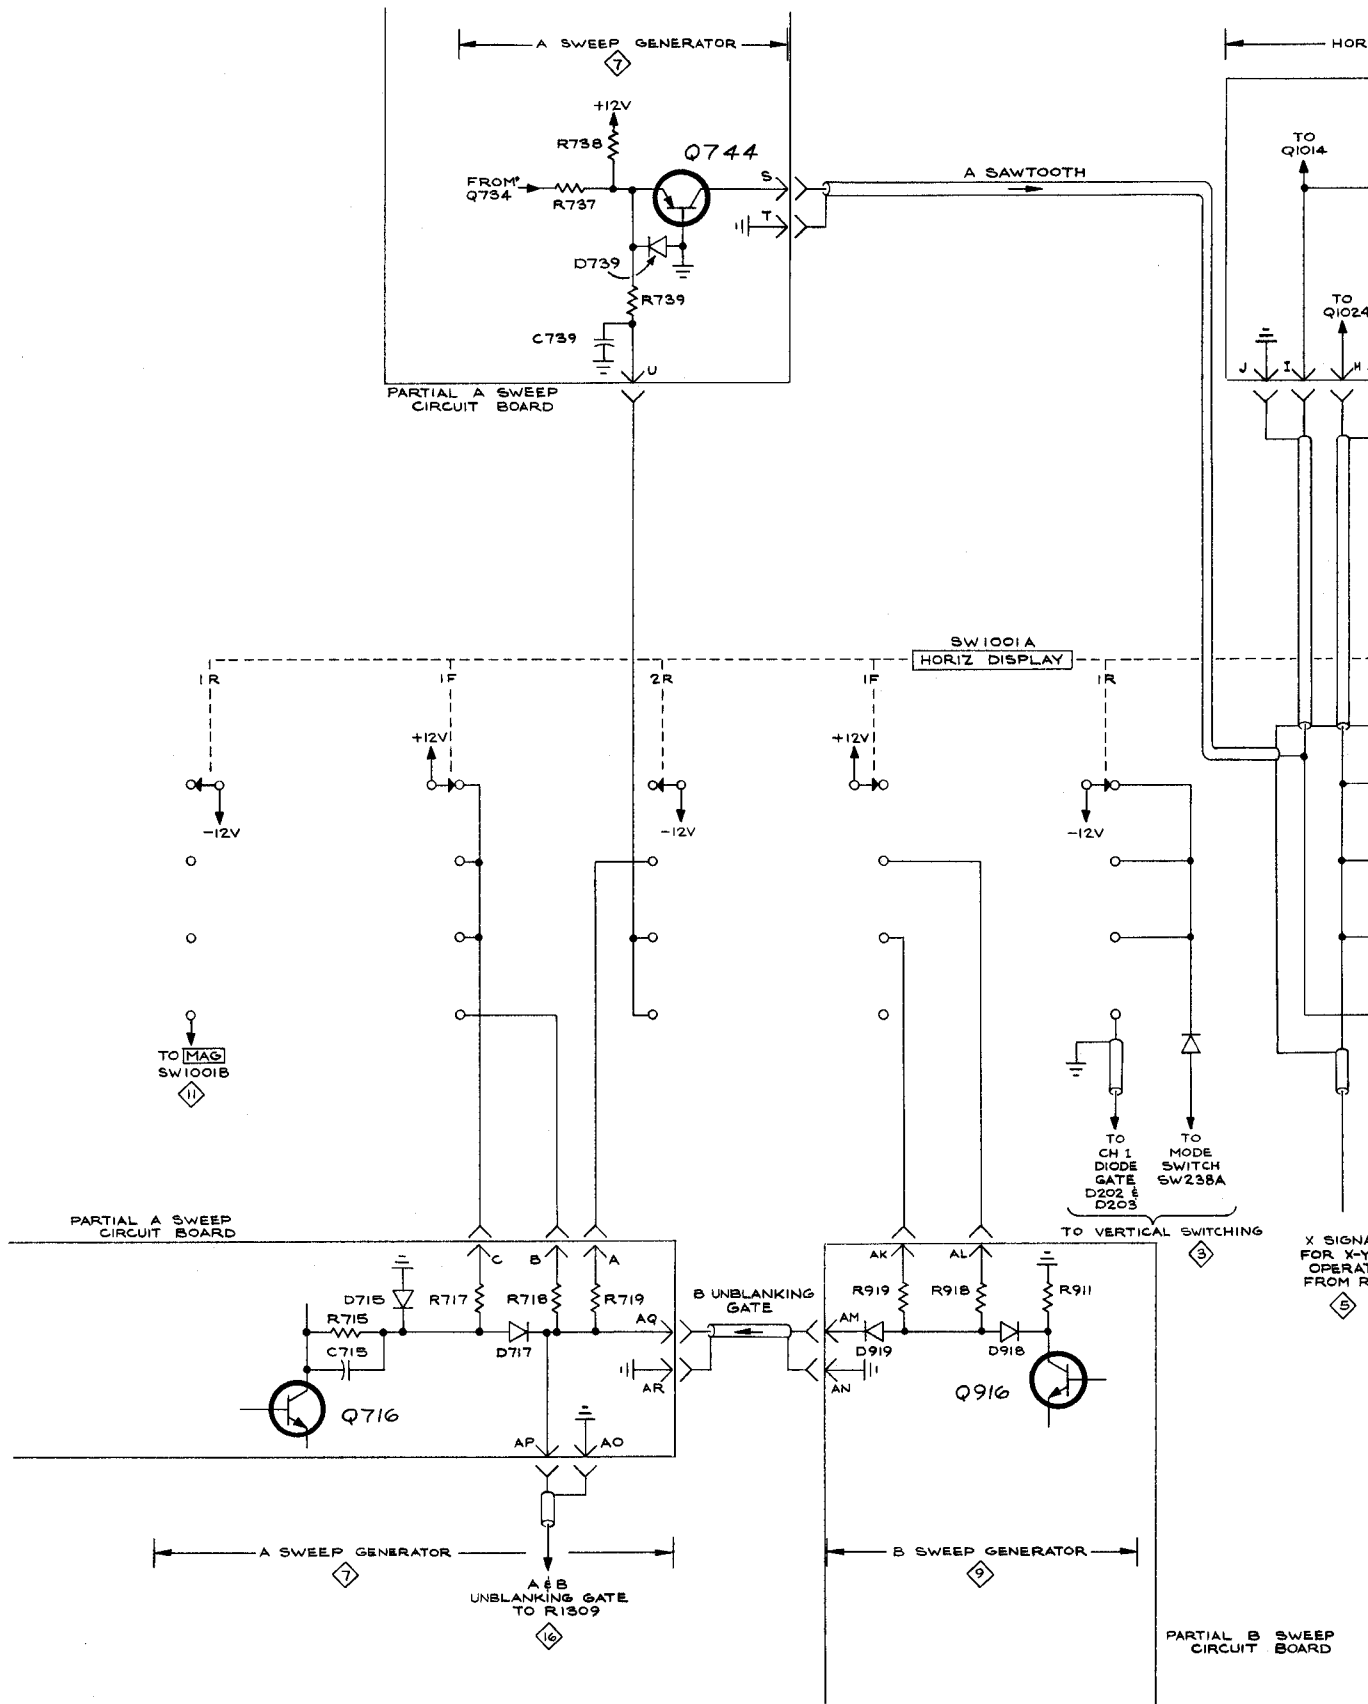 A SWEEP GENERATOR
7
HOR
+12V
R738
Q744
TO
Q1014
FROM
Q734
R737
S
A SAWTOOTH
T
D739
R739
C739
U
TO
Q1024
J
I
H
PARTIAL A SWEEP
CIRCUIT BOARD
SW1001A
HORIZ DISPLAY
1R
1F
2R
1F
1R
+12V
+12V
-12V
-12V
-12V
TO MAG
SW1001B
11
TO
CH 1
DIODE
GATE
D202 &
D203
TO
MODE
SWITCH
SW238A
TO VERTICAL SWITCHING
3
PARTIAL A SWEEP
CIRCUIT BOARD
X SIGNA
FOR X-Y
OPERAT
FROM R
5
C
B
A
AK
AL
D715
R717
R718
R719
B UNBLANKING
GATE
R919
R918
R911
R715
C715
D717
AQ
AM
D919
D918
AR
AN
Q716
Q916
AP
AO
A SWEEP GENERATOR
7
B SWEEP GENERATOR
9
A & B
UNBLANKING GATE
TO R1309
16
PARTIAL B SWEEP
CIRCUIT BOARD